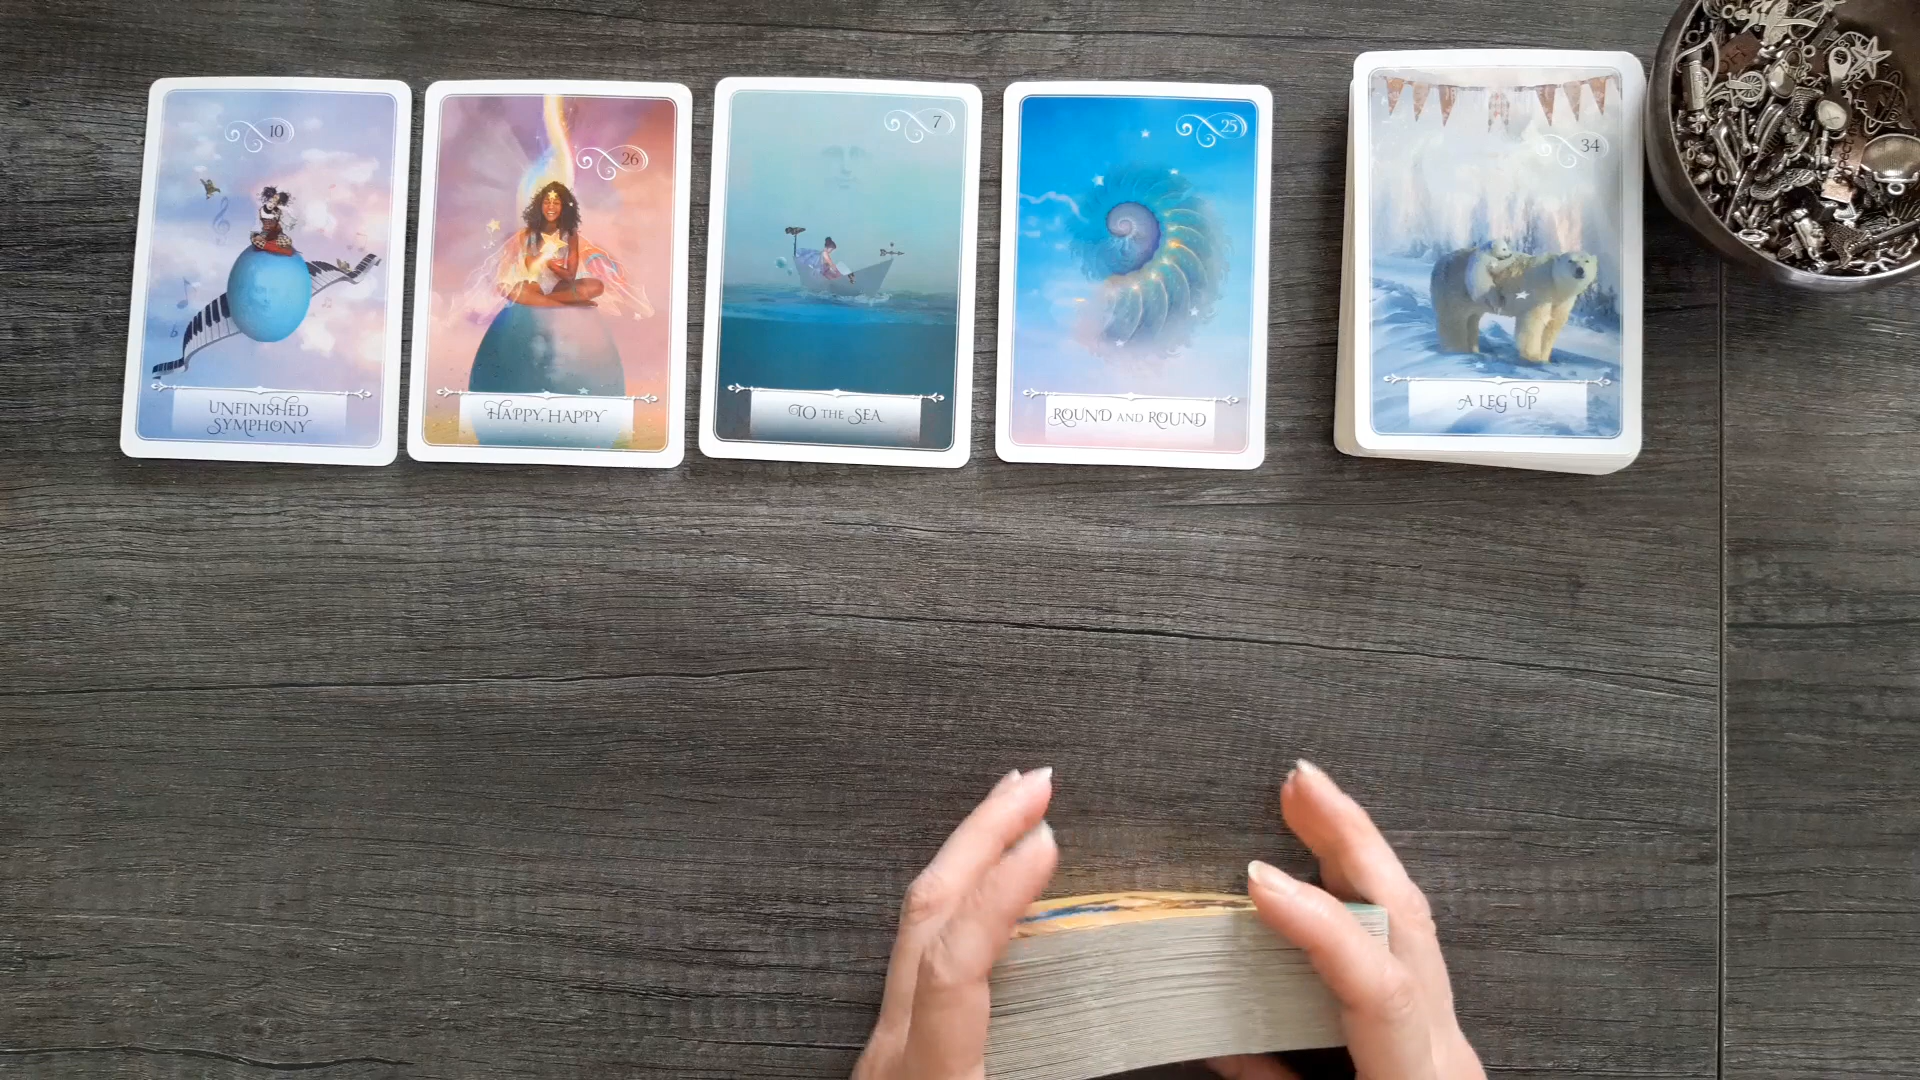 10
UNFINISHED
SYMPHONY
26
HAPPY, HAPPY
7
TO THE SEA
25
ROUND AND ROUND
34
A LEG UP